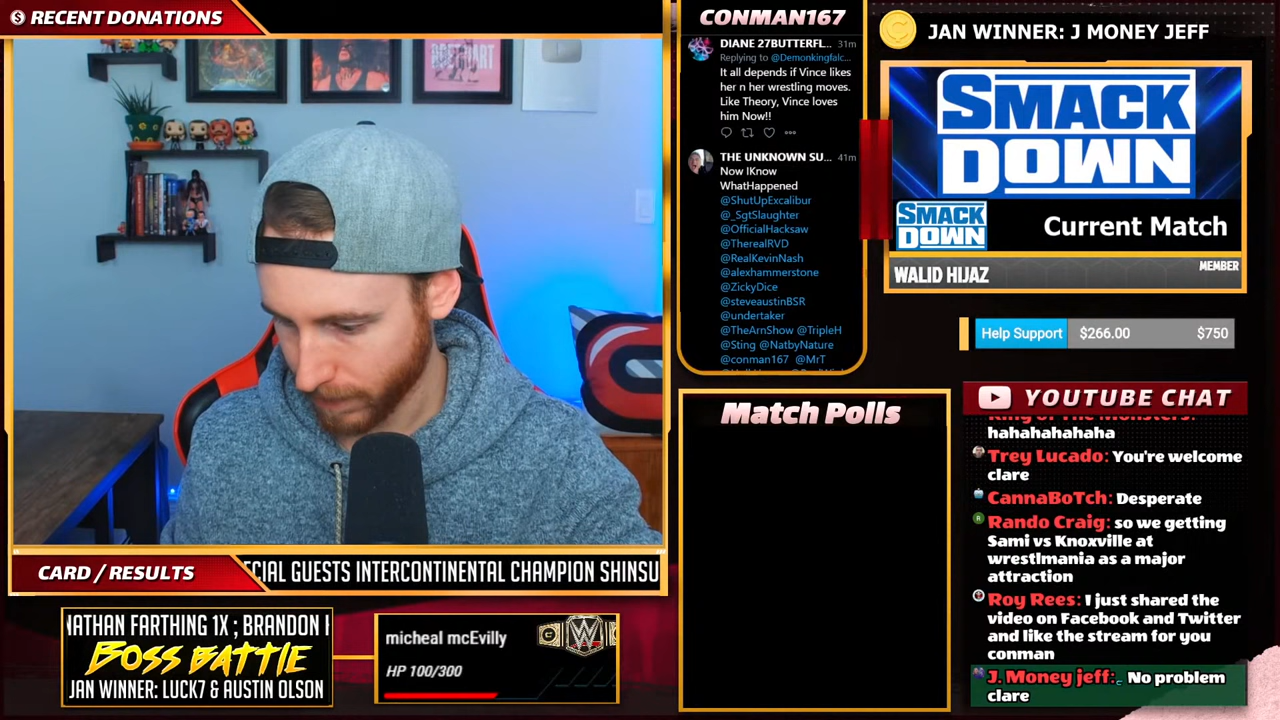 RECENT DONATIONS
BRET HART
CARD / RESULTS
CIAL GUESTS INTERCONTINENTAL CHAMPION SHINSU
NATHAN FARTHING 1X ; BRANDON
BOSS BATTLE
JAN WINNER: LUCK7 & AUSTIN OLSON
micheal mcEvilly
HP 100/300
CONMAN167
DIANE 27BUTTERFL... 31m
Replying to @Demonkingfalc...
It all depends if Vince likes
her n her wrestling moves.
Like Theory, Vince loves
him Now!!
THE UNKNOWN SU... 41m
Now IKnow
WhatHappened
@ShutUpExcalibur
@_SgtSlaughter
@OfficialHacksaw
@TherealRVD
@RealKevinNash
@alexhammerstone
@ZickyDice
@steveaustinBSR
@undertaker
@TheArnShow @TripleH
@Sting @NatbyNature
@conman167 @MrT
Match Polls
JAN WINNER: J MONEY JEFF
SMACK
DOWN
SMACK
DOWN
Current Match
WALID HIJAZ
MEMBER
Help Support $266.00 $750
YOUTUBE CHAT
King of The Monsters:
hahahahahaha
Trey Lucado: You're welcome
clare
CannaBoTch: Desperate
Rando Craig: so we getting
Sami vs Knoxville at
wrestlmania as a major
attraction
Roy Rees: I just shared the
video on Facebook and Twitter
and like the stream for you
conman
J. Money jeff: No problem
clare